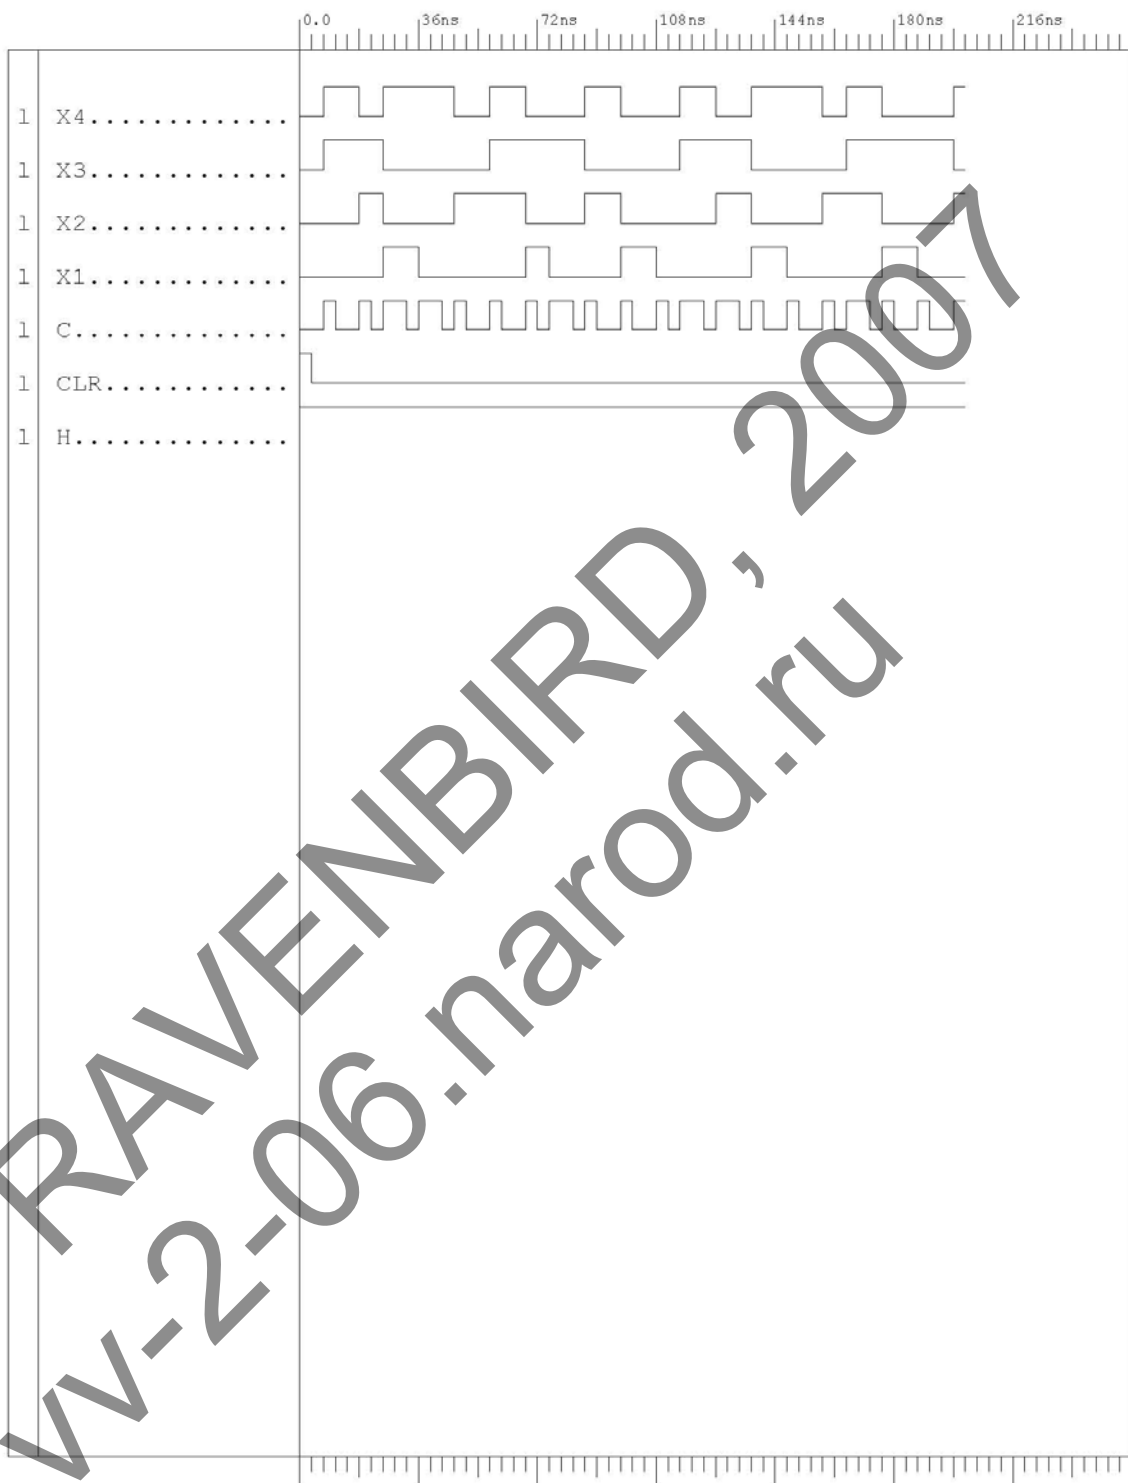 0.0 36ns 72ns 108ns 144ns 180ns 216ns
1 X4.............
1 X3.............
1 X2.............
1 X1.............
1 C..............
1 CLR............
1 H..............
RAVENBIRD, 2007
vv-2-06.narod.ru